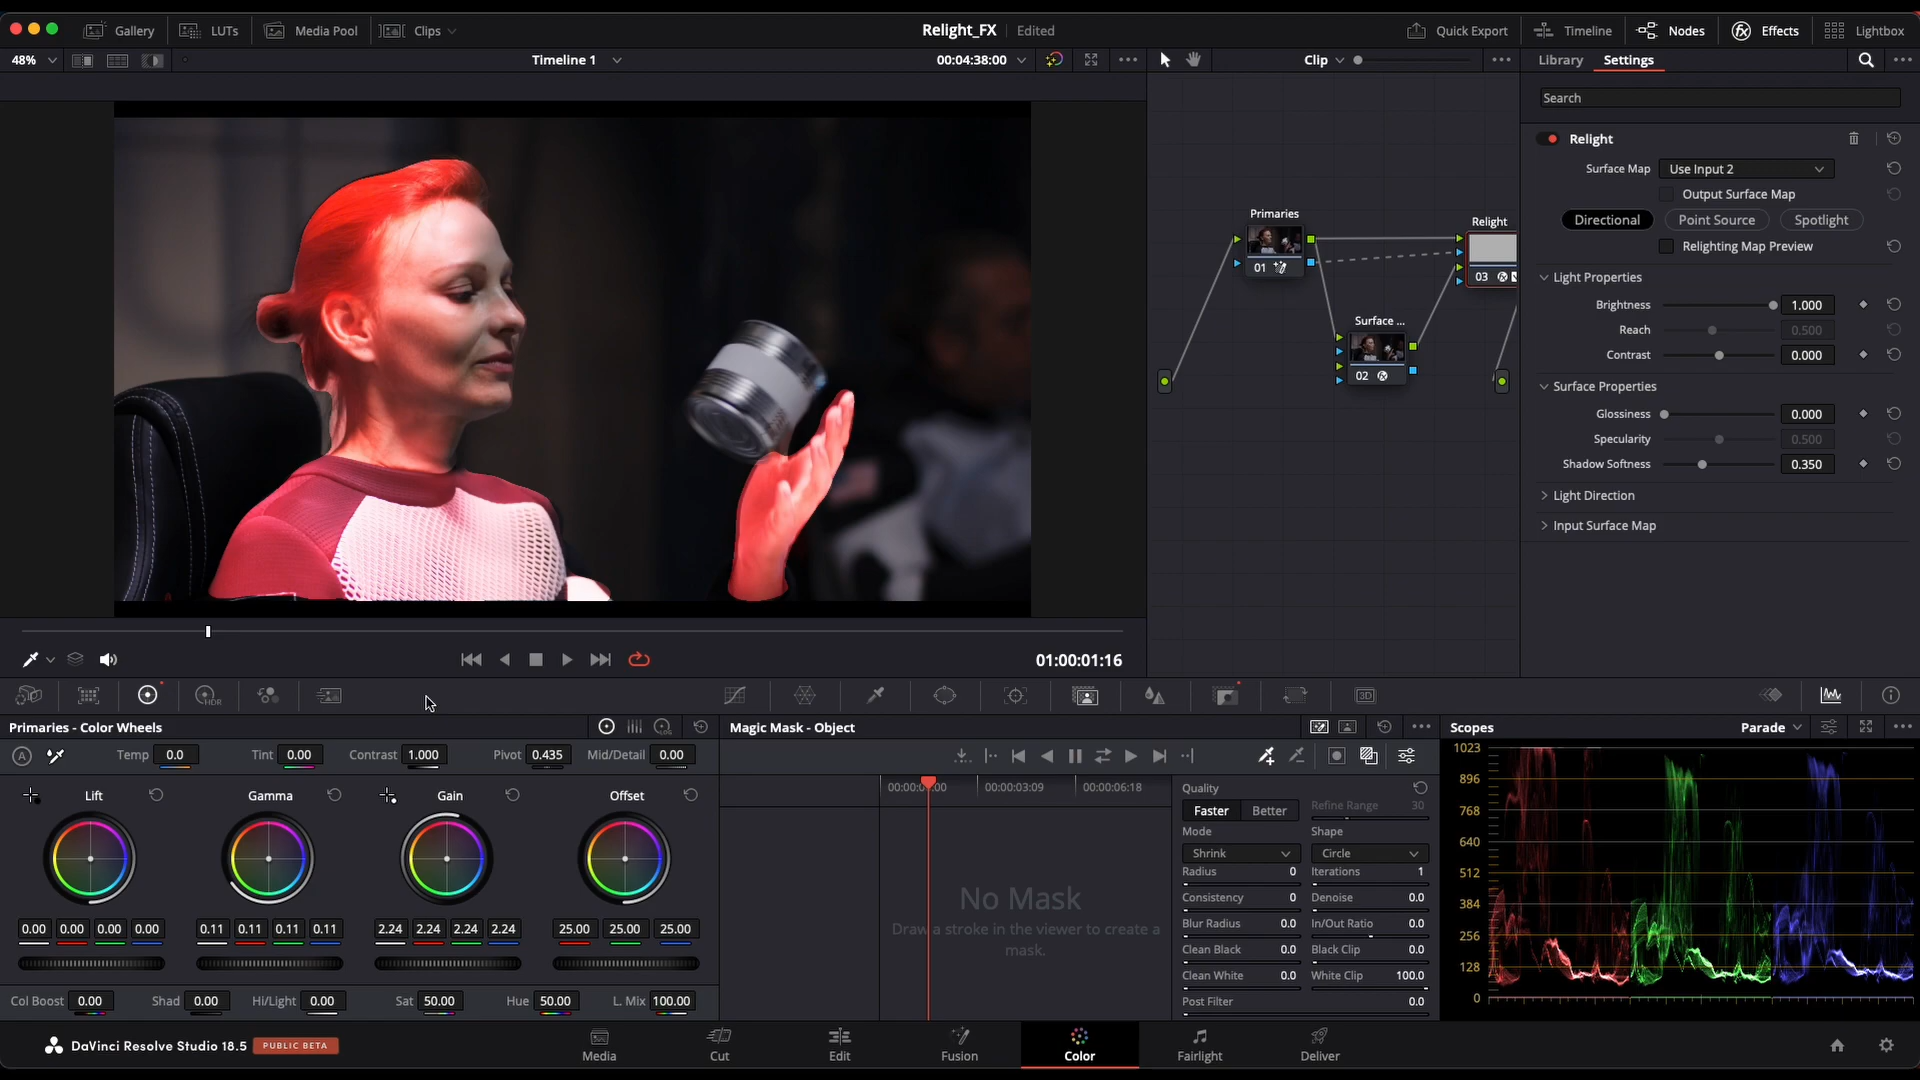 Gallery LUTs Media Pool Clips Relight_FX Edited Quick Export Timeline Nodes Effects Lightbox
48% Timeline 1 00:04:38:00 Clip Library Settings
Search
Relight
Surface Map Use Input 2
Output Surface Map
Directional Point Source Spotlight
Relighting Map Preview
Light Properties
Brightness 1.000
Reach 0.500
Contrast 0.000
Surface Properties
Glossiness 0.000
Specularity 0.500
Shadow Softness 0.350
Light Direction
Input Surface Map
Primaries
01
Relight
03
Surface ...
02
01:00:01:16
HDR
3D
Primaries - Color Wheels
LOG
A Temp 0.0 Tint 0.00 Contrast 1.000 Pivot 0.435 Mid/Detail 0.00
Lift Gamma Gain Offset
0.00 0.00 0.00 0.00 0.11 0.11 0.11 0.11 2.24 2.24 2.24 2.24 25.00 25.00 25.00
Col Boost 0.00 Shad 0.00 Hi/Light 0.00 Sat 50.00 Hue 50.00 L. Mix 100.00
Magic Mask - Object
00:00:03:09 00:00:06:18
No Mask
Draw a stroke in the viewer to create a
mask.
Quality
Faster Better Refine Range 30
Mode Shape
Shrink Circle
Radius 0 Iterations 1
Consistency 0 Denoise 0.0
Blur Radius 0.0 In/Out Ratio 0.0
Clean Black 0.0 Black Clip 0.0
Clean White 0.0 White Clip 100.0
Post Filter 0.0
Scopes Parade
1023
896
768
640
512
384
256
128
0
DaVinci Resolve Studio 18.5 PUBLIC BETA
Media Cut Edit Fusion Color Fairlight Deliver